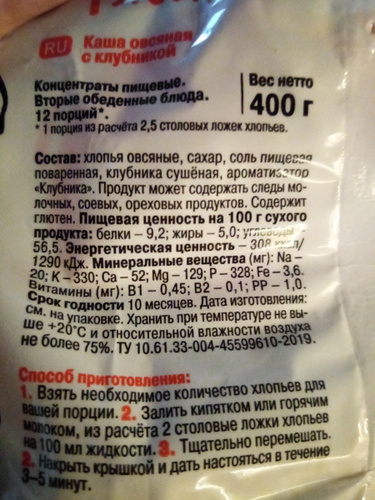 RU Каша овсяная
с клубникой
Концентраты пищевые.
Вторые обеденные блюда.
12 порций*.
* 1 порция из расчёта 2,5 столовых ложек хлопьев.
Вес нетто
400 г
Состав: хлопья овсяные, сахар, соль пищевая
поваренная, клубника сушёная, ароматизатор
«Клубника». Продукт может содержать следы мо-
лочных, соевых, ореховых продуктов. Содержит
глютен. Пищевая ценность на 100 г сухого
продукта: белки – 9,2; жиры – 5,0; углеводы –
56,5. Энергетическая ценность – 308 ккал/
1290 кДж. Минеральные вещества (мг): Na –
20; K – 330; Ca – 52; Mg – 129; P – 328; Fe – 3,6.
Витамины (мг): B1 – 0,45; B2 – 0,1; PP – 1,0.
Срок годности 10 месяцев. Дата изготовления:
см. на упаковке. Хранить при температуре не вы-
ше +20°С и относительной влажности воздуха
не более 75%. ТУ 10.61.33-004-45599610-2019.
Способ приготовления:
1. Взять необходимое количество хлопьев для
вашей порции. 2. Залить кипятком или горячим
молоком, из расчёта 2 столовые ложки хлопьев
на 100 мл жидкости. 3. Тщательно перемешать.
Накрыть крышкой и дать настояться в течение
3–5 минут.